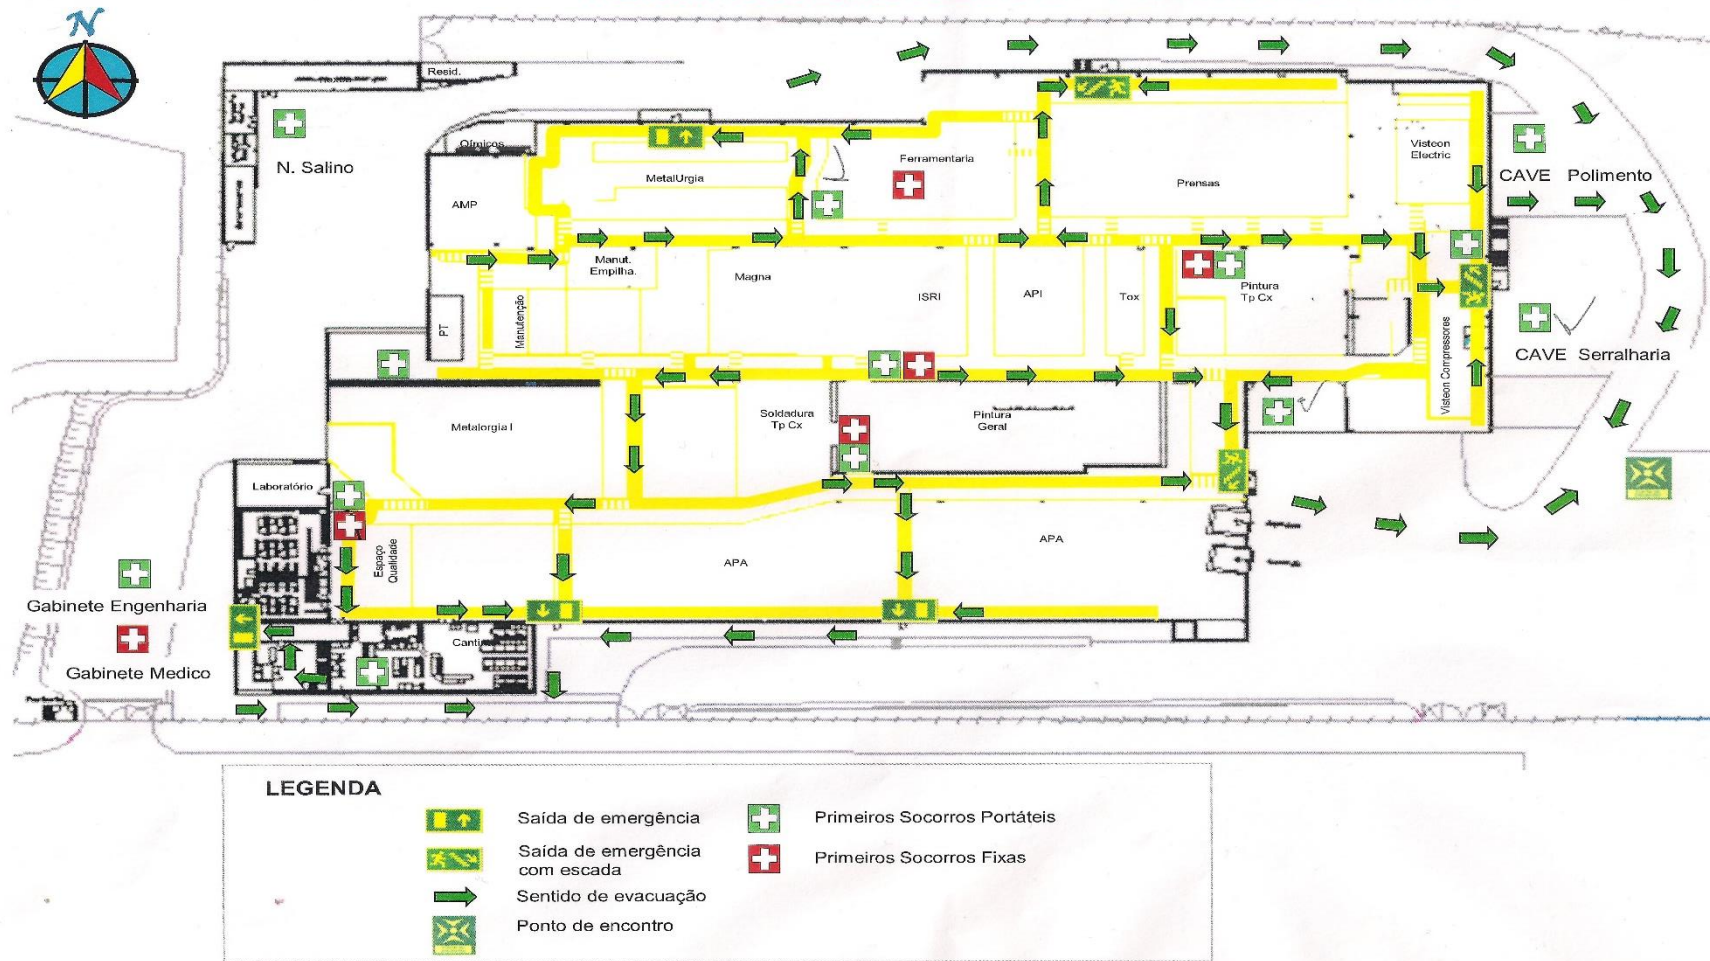 N
Resid.
N. Salino
Qímicos
AMP
MetalUrgia
Ferramentaria
Prensas
Visteon
Electric
CAVE Polimento
Manut.
Empilha.
Magna
ISRI
API
Tox
Pintura
Tp Cx
PT
Manutenção
Visteon Compressores
CAVE Serralharia
Metalorgia I
Soldadura
Tp Cx
Pintura
Geral
Laboratório
Espaço
Qualidade
APA
APA
Gabinete Engenharia
Gabinete Medico
Cantina
LEGENDA
Saída de emergência
Primeiros Socorros Portáteis
Saída de emergência
com escada
Primeiros Socorros Fixas
Sentido de evacuação
Ponto de encontro